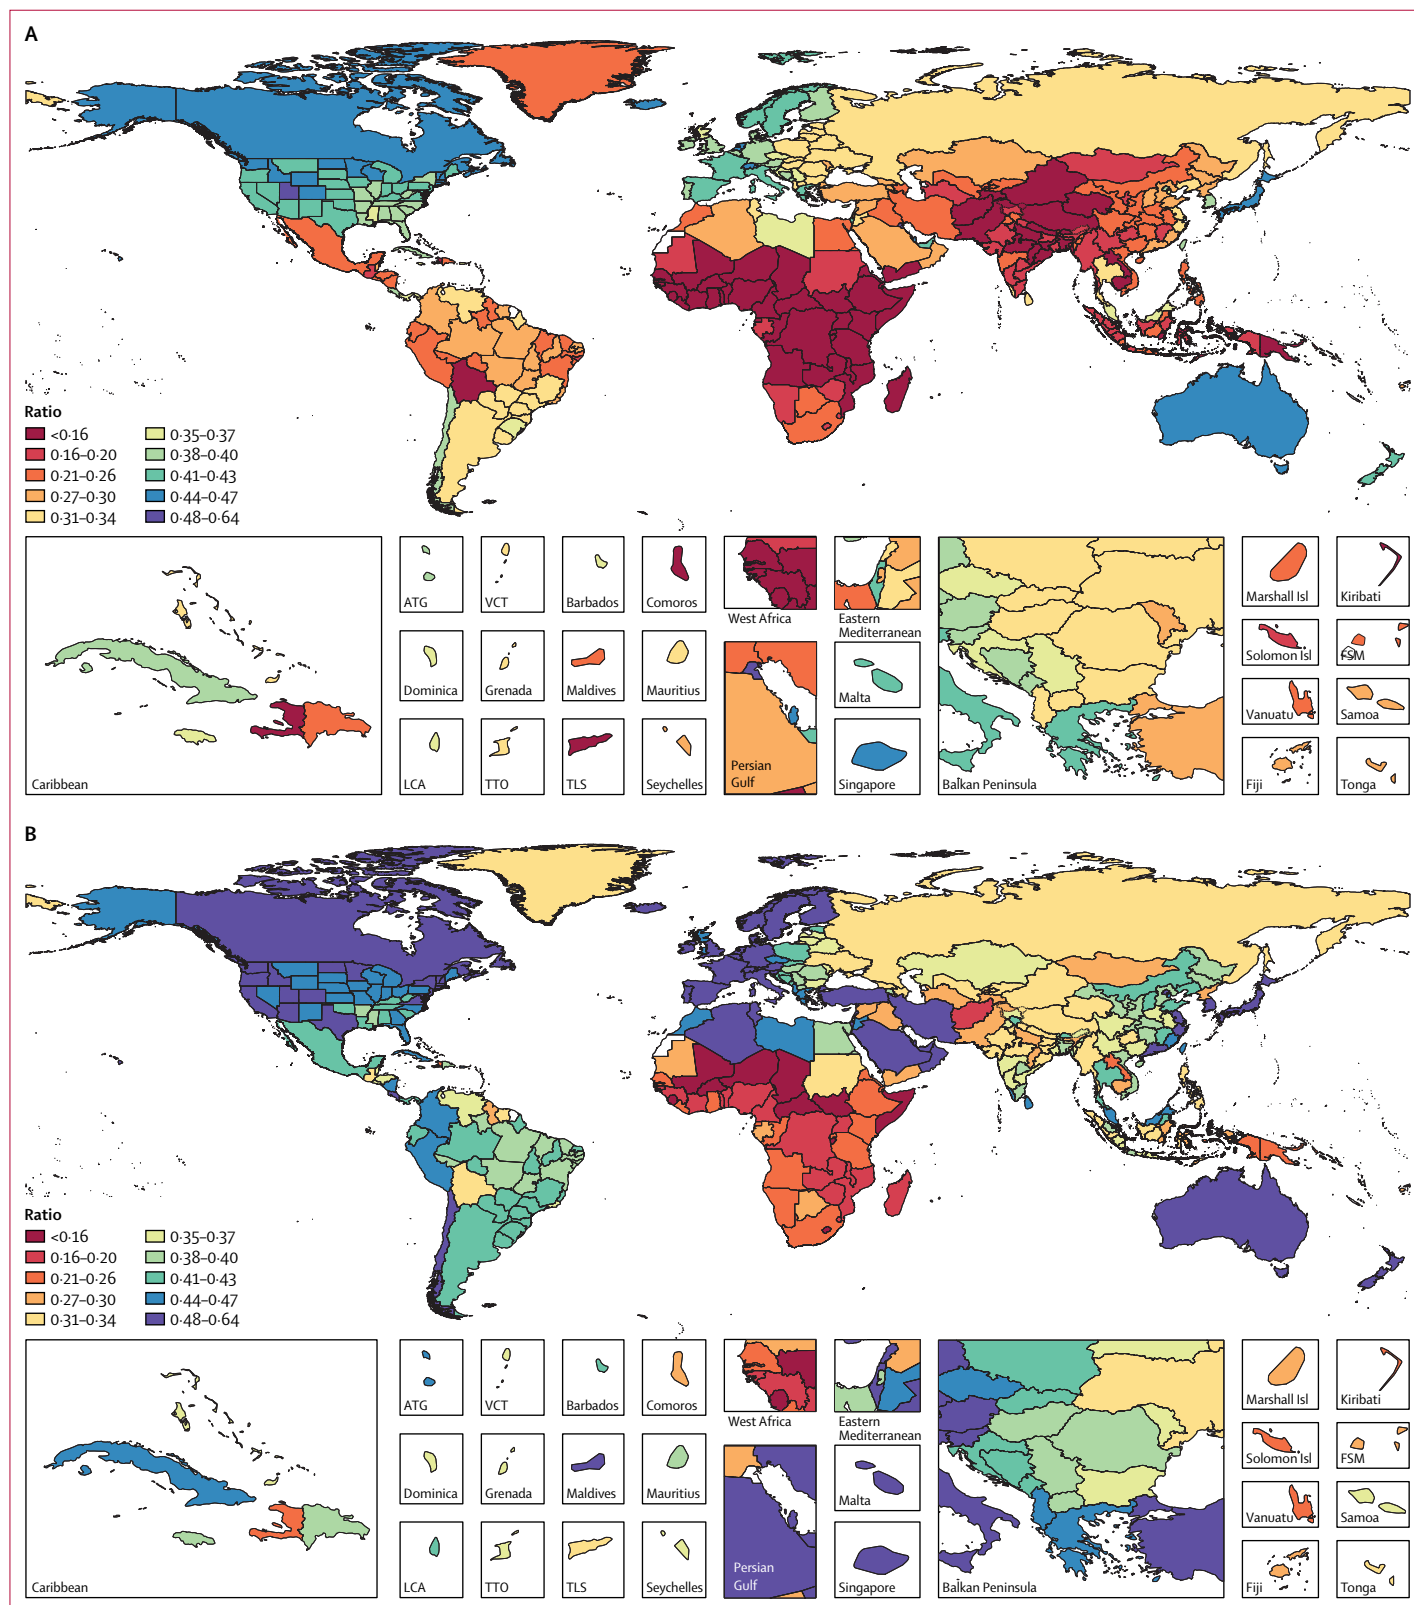 A
Ratio
<0·16
0·16–0·20
0·21–0·26
0·27–0·30
0·31–0·34
0·35–0·37
0·38–0·40
0·41–0·43
0·44–0·47
0·48–0·64
Caribbean
ATG
VCT
Barbados
Comoros
Dominica
Grenada
Maldives
Mauritius
LCA
TTO
TLS
Seychelles
West Africa
Eastern
Mediterranean
Persian
Gulf
Malta
Singapore
Balkan Peninsula
Marshall Isl
Kiribati
Solomon Isl
FSM
Vanuatu
Samoa
Fiji
Tonga
B
Ratio
<0·16
0·16–0·20
0·21–0·26
0·27–0·30
0·31–0·34
0·35–0·37
0·38–0·40
0·41–0·43
0·44–0·47
0·48–0·64
Caribbean
ATG
VCT
Barbados
Comoros
Dominica
Grenada
Maldives
Mauritius
LCA
TTO
TLS
Seychelles
West Africa
Eastern
Mediterranean
Persian
Gulf
Malta
Singapore
Balkan Peninsula
Marshall Isl
Kiribati
Solomon Isl
FSM
Vanuatu
Samoa
Fiji
Tonga